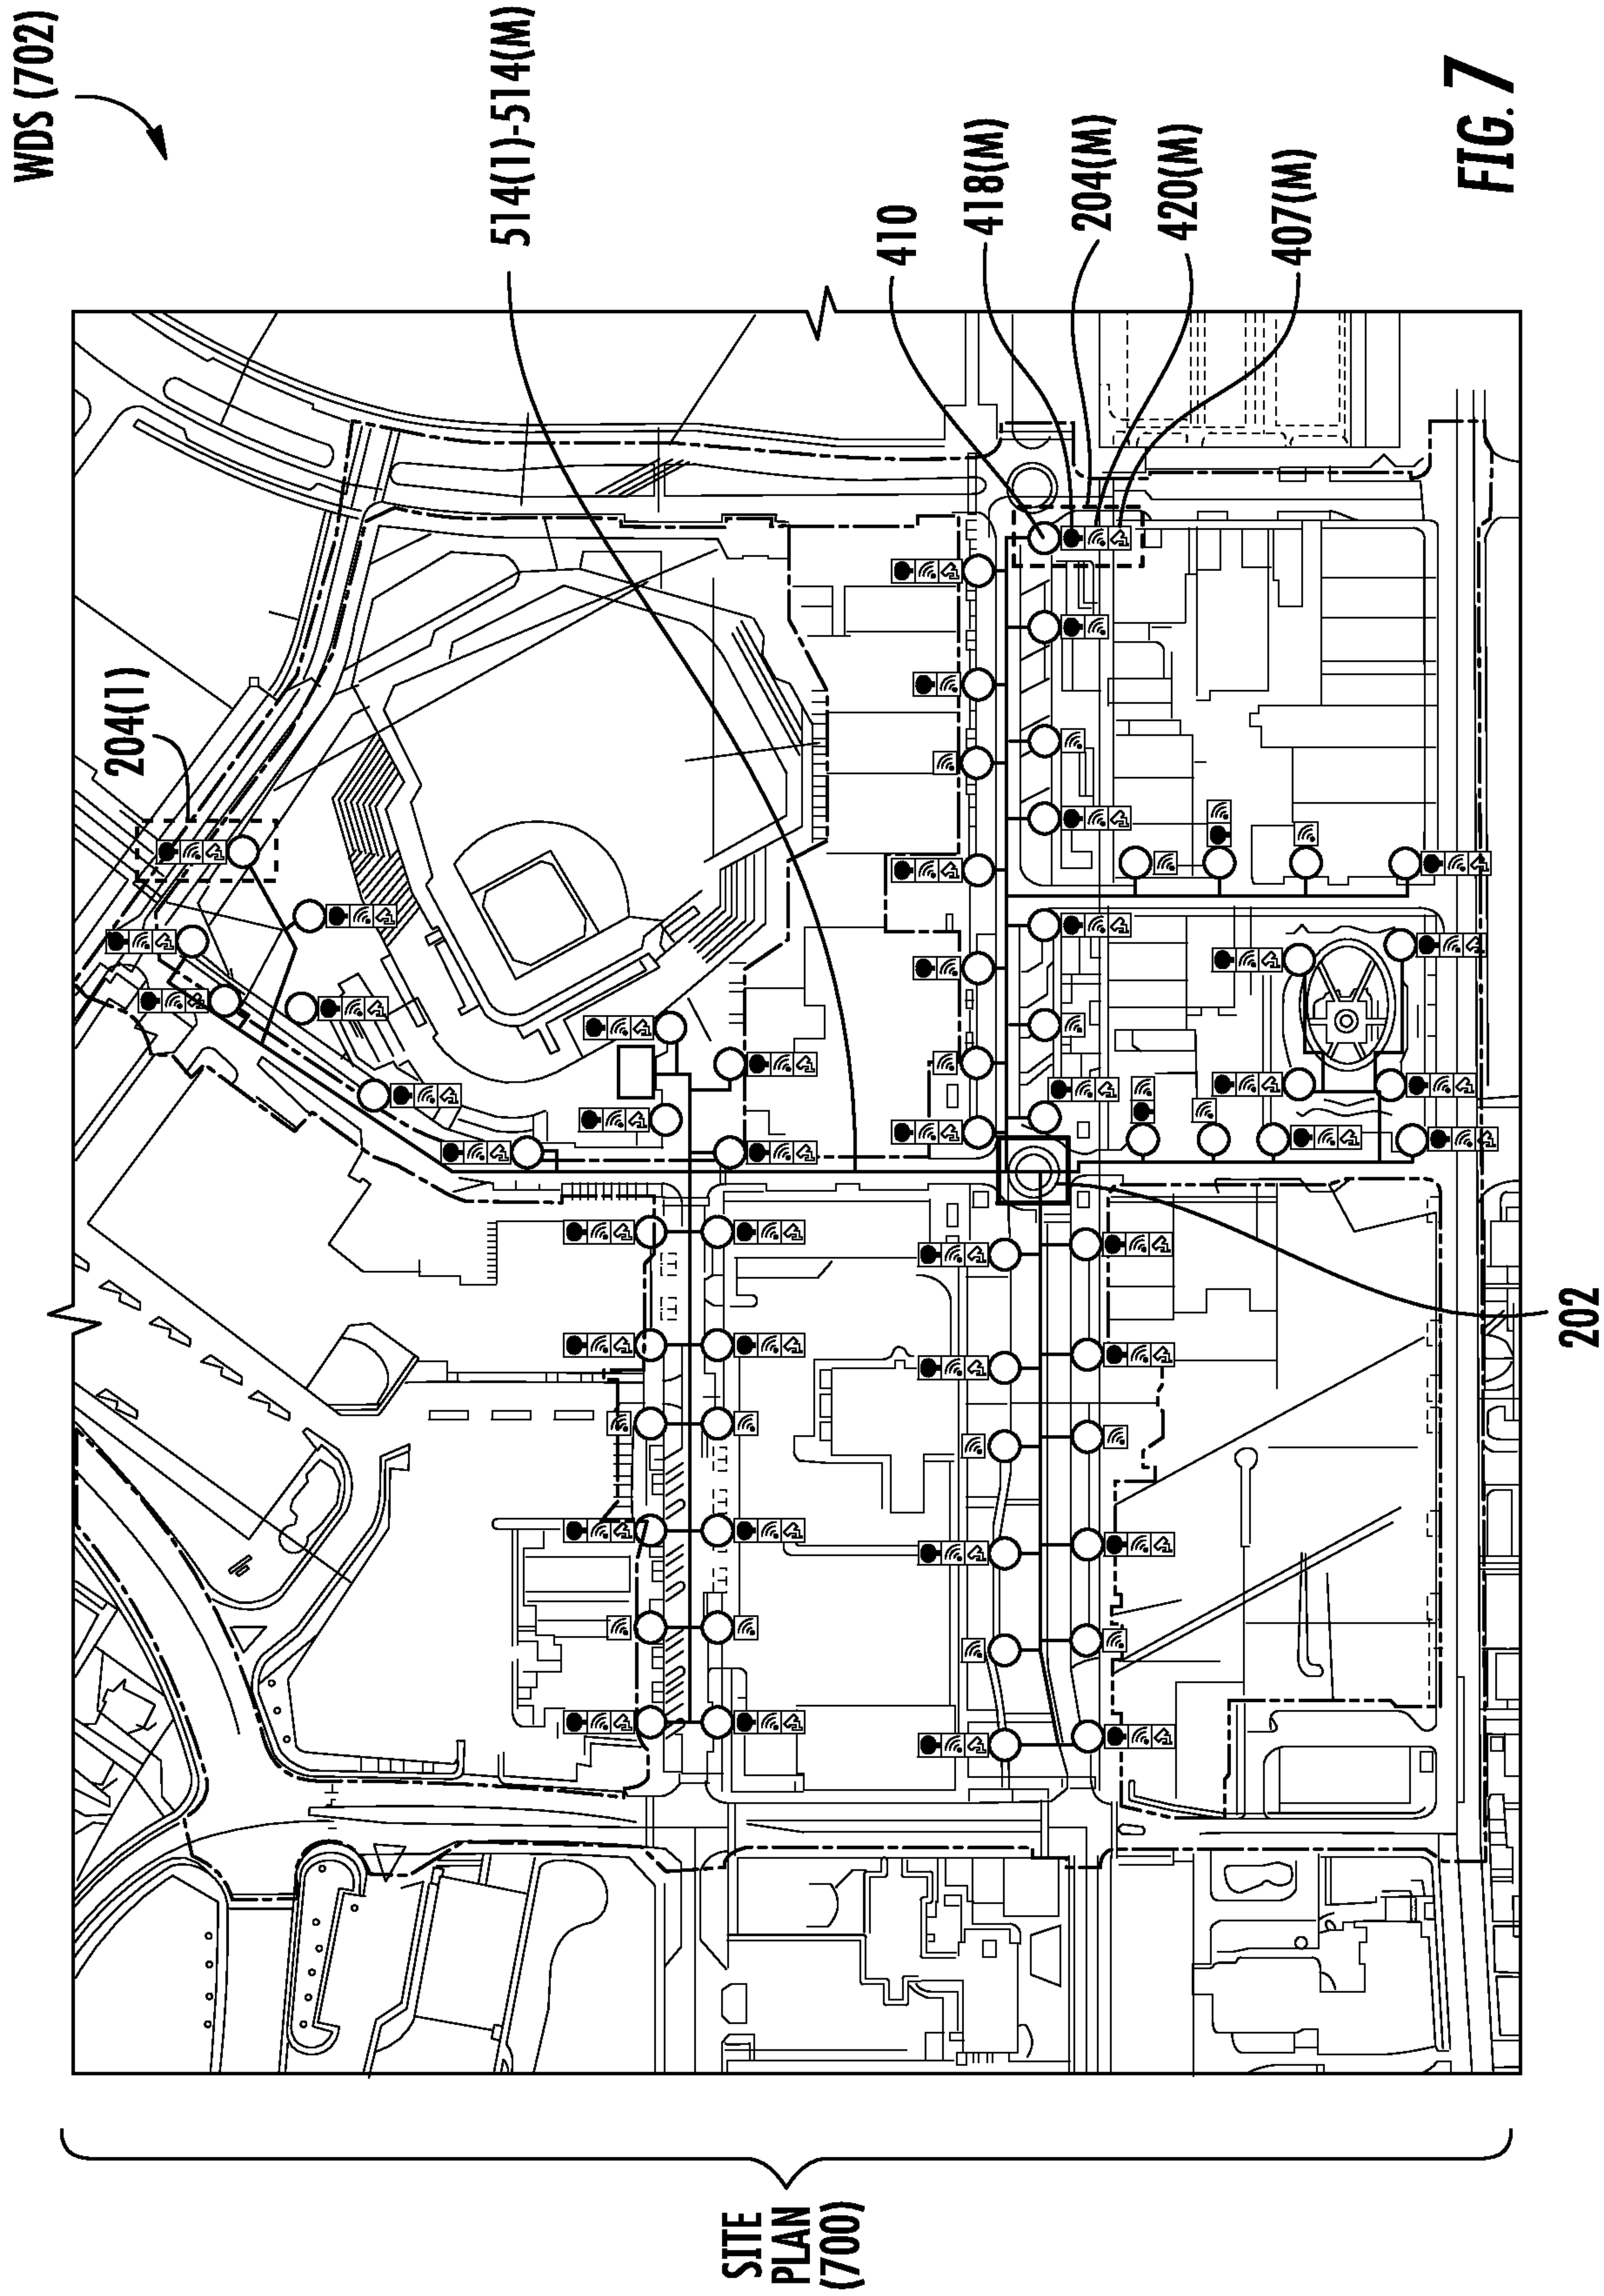 WDS (702)
514(1)-514(M)
410
418(M)
204(M)
420(M)
407(M)
204(1)
202
SITE
PLAN
(700)
FIG. 7